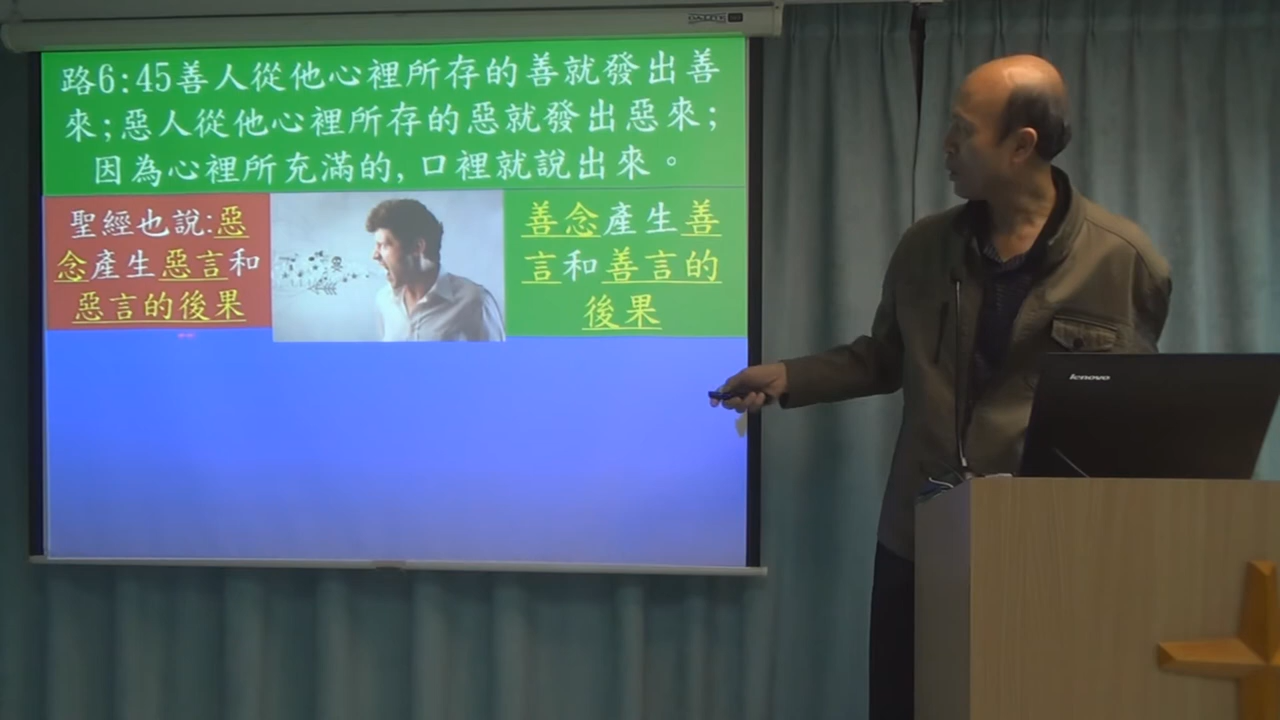 路6:45善人從他心裡所存的善就發出善
來;惡人從他心裡所存的惡就發出惡來;
因為心裡所充滿的,口裡就說出來。
聖經也說:惡
念產生惡言和
惡言的後果
善念產生善
言和善言的
後果
lenovo